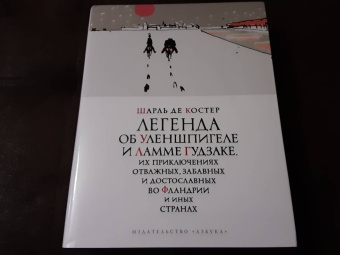 ШАРЛЬ ДЕ КОСТЕР
ЛЕГЕНДА
ОБ УЛЕНШПИГЕЛЕ
И ЛАММЕ ГУДЗАКЕ,
ИХ ПРИКЛЮЧЕНИЯХ
ОТВАЖНЫХ, ЗАБАВНЫХ
И ДОСТОСЛАВНЫХ
ВО ФЛАНДРИИ
И ИНЫХ
СТРАНАХ
ИЗДАТЕЛЬСТВО «АЗБУКА»